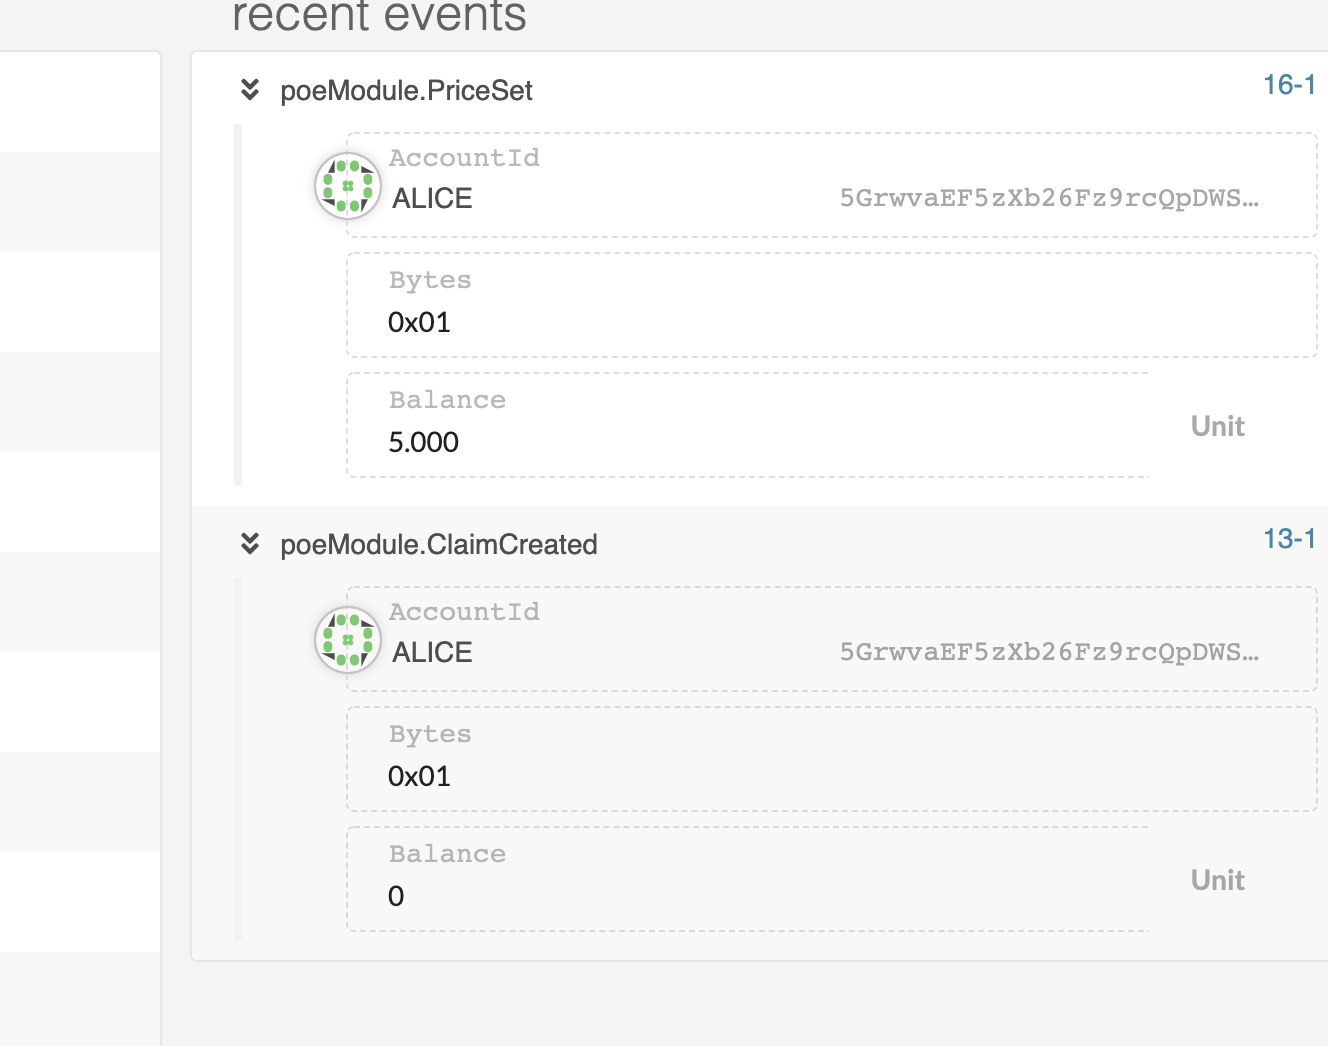 recent events
poeModule.PriceSet 16-1
AccountId
ALICE 5GrwvaEF5zXb26Fz9rcQpDWS…
Bytes
0x01
Balance
5.000 Unit
poeModule.ClaimCreated 13-1
AccountId
ALICE 5GrwvaEF5zXb26Fz9rcQpDWS…
Bytes
0x01
Balance
0 Unit